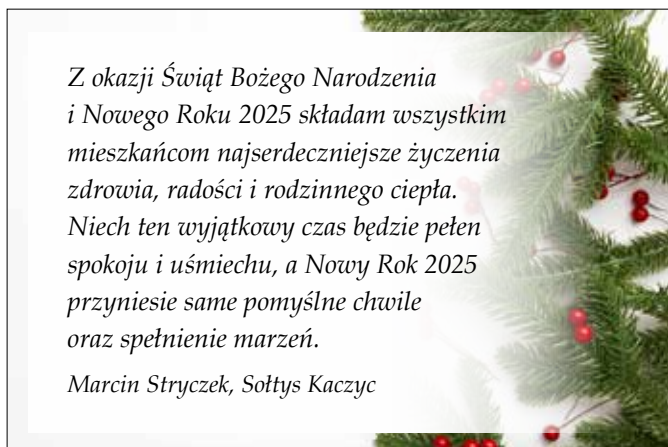 Z okazji Świąt Bożego Narodzenia
i Nowego Roku 2025 składam wszystkim
mieszkańcom najserdeczniejsze życzenia
zdrowia, radości i rodzinnego ciepła.
Niech ten wyjątkowy czas będzie pełen
spokoju i uśmiechu, a Nowy Rok 2025
przyniesie same pomyślne chwile
oraz spełnienie marzeń.
Marcin Stryczek, Sołtys Kaczyc